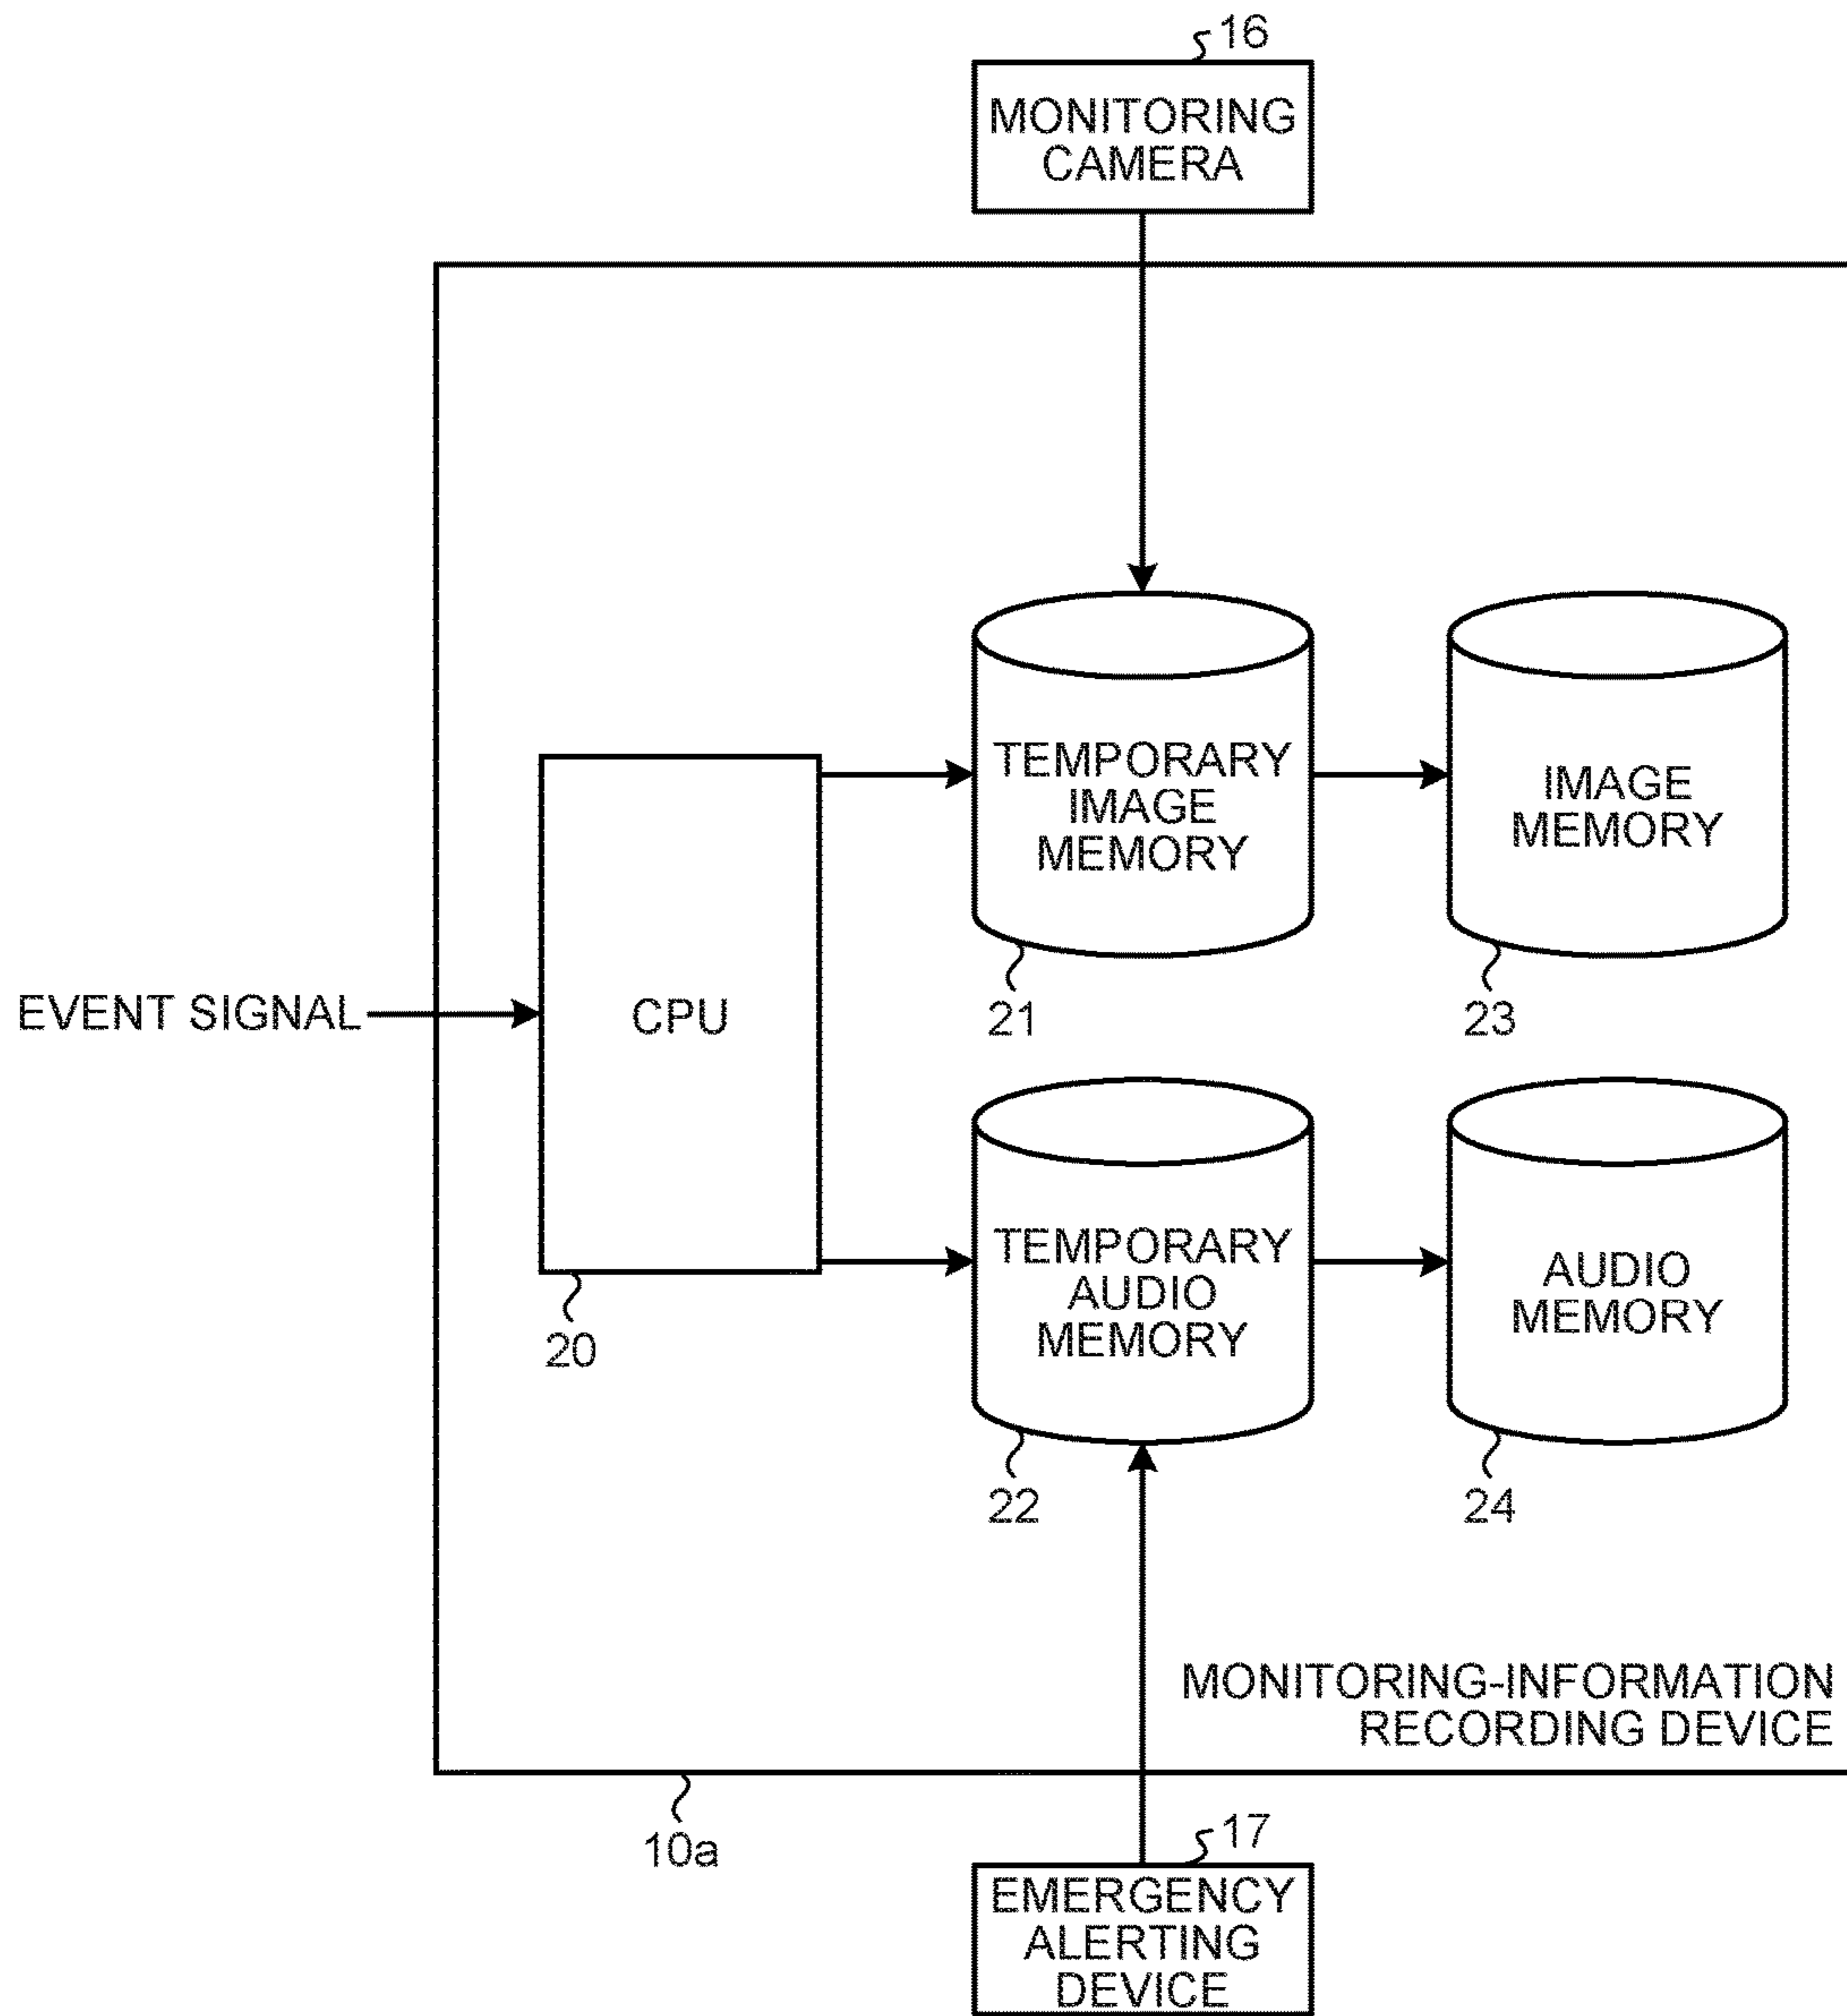 16
MONITORING
CAMERA
TEMPORARY
IMAGE
MEMORY
21
IMAGE
MEMORY
23
EVENT SIGNAL
CPU
20
TEMPORARY
AUDIO
MEMORY
22
AUDIO
MEMORY
24
MONITORING-INFORMATION
RECORDING DEVICE
10a
17
EMERGENCY
ALERTING
DEVICE